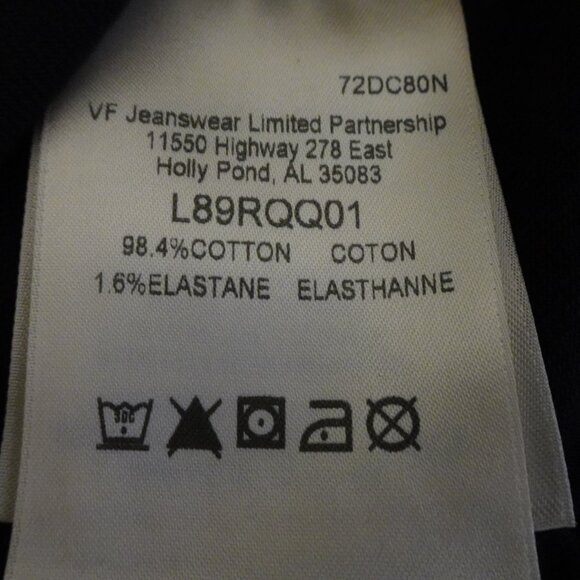 72DC80N
VF Jeanswear Limited Partnership
11550 Highway 278 East
Holly Pond, AL 35083
L89RQQ01
98.4%COTTON COTON
1.6%ELASTANE ELASTHANNE
30C